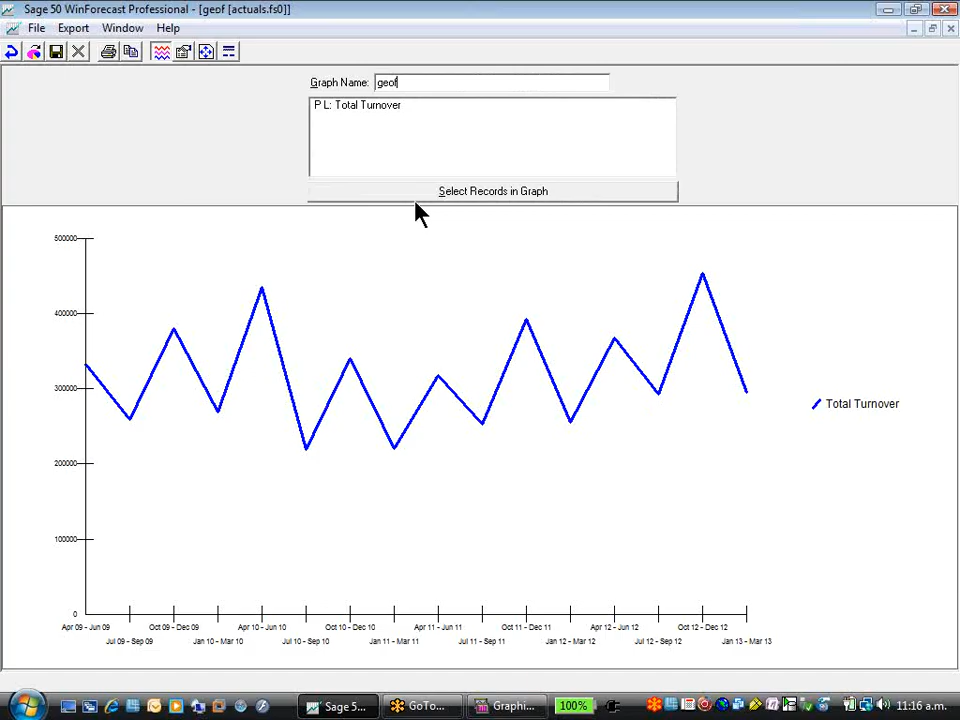 Sage 50 WinForecast Professional - [geof [actuals.fs0]]
File Export Window Help
Graph Name: geof
P L: Total Turnover
Select Records in Graph
500000
400000
300000
200000
100000
0
Total Turnover
Apr 09 - Jun 09 Oct 09 - Dec 09 Apr 10 - Jun 10 Oct 10 - Dec 10 Apr 11 - Jun 11 Oct 11 - Dec 11 Apr 12 - Jun 12 Oct 12 - Dec 12
Jul 09 - Sep 09 Jan 10 - Mar 10 Jul 10 - Sep 10 Jan 11 - Mar 11 Jul 11 - Sep 11 Jan 12 - Mar 12 Jul 12 - Sep 12 Jan 13 - Mar 13
Sage 5... GoTo... Graphi... 100% 11:16 a.m.